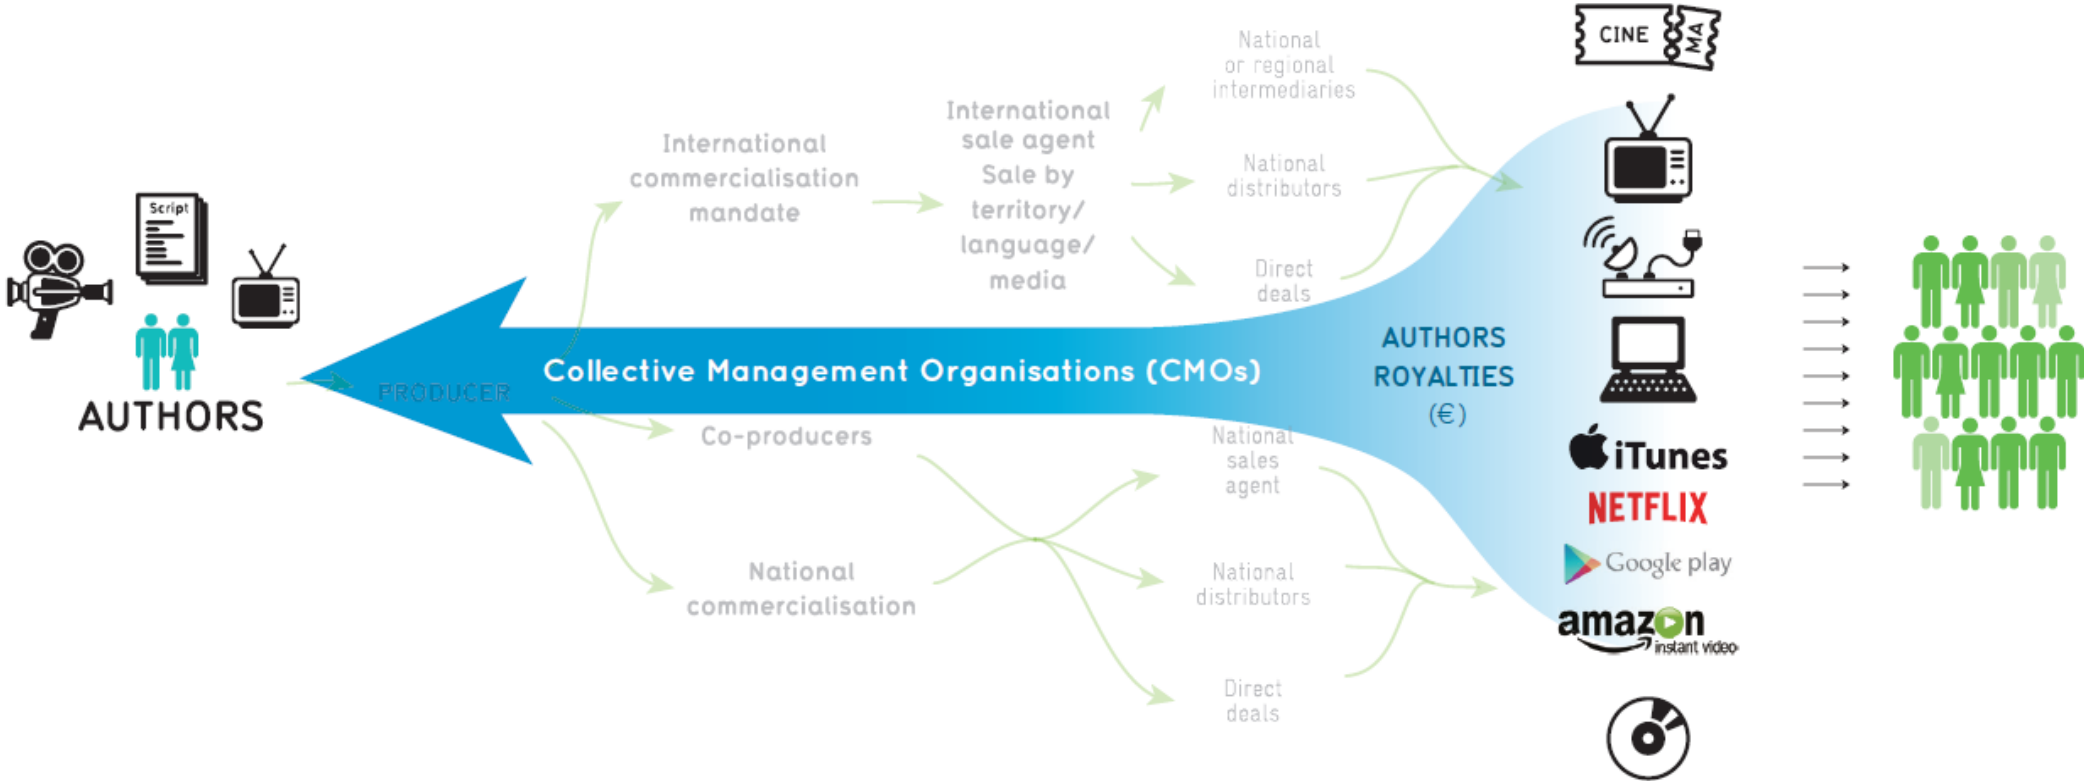 Script
AUTHORS
PRODUCER
International
commercialisation
mandate
International
sale agent
Sale by
territory/
language/
media
National
or regional
intermediaries
National
distributors
Direct
deals
Collective Management Organisations (CMOs)
Co-producers
National
commercialisation
National
sales
agent
National
distributors
Direct
deals
AUTHORS
ROYALTIES
(€)
CINE MA
iTunes
NETFLIX
Google play
amazon
instant video